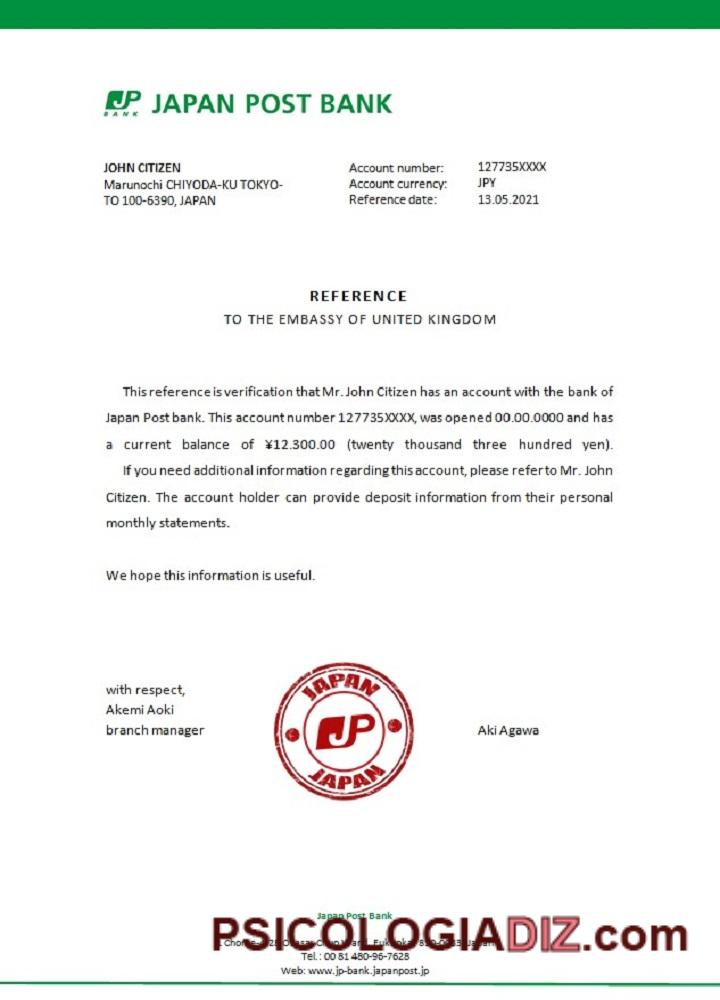 JP BANK JAPAN POST BANK
JOHN CITIZEN
Marunochi CHIYODA-KU TOKYO-
TO 100-6390, JAPAN
Account number: 127735XXXX
Account currency: JPY
Reference date: 13.05.2021
REFERENCE
TO THE EMBASSY OF UNITED KINGDOM
This reference is verification that Mr. John Citizen has an account with the bank of
Japan Post bank. This account number 127735XXXX, was opened 00.00.0000 and has
a current balance of ¥12.300.00 (twenty thousand three hundred yen).
If you need additional information regarding this account, please refer to Mr. John
Citizen. The account holder can provide deposit information from their personal
monthly statements.
We hope this information is useful.
with respect,
Akemi Aoki
branch manager
JAPAN
JP
JAPAN
Aki Agawa
Japan Post Bank
PSICOLOGIADIZ.com
Tel.: 00 81 480-96-7628
Web: www.jp-bank.japanpost.jp